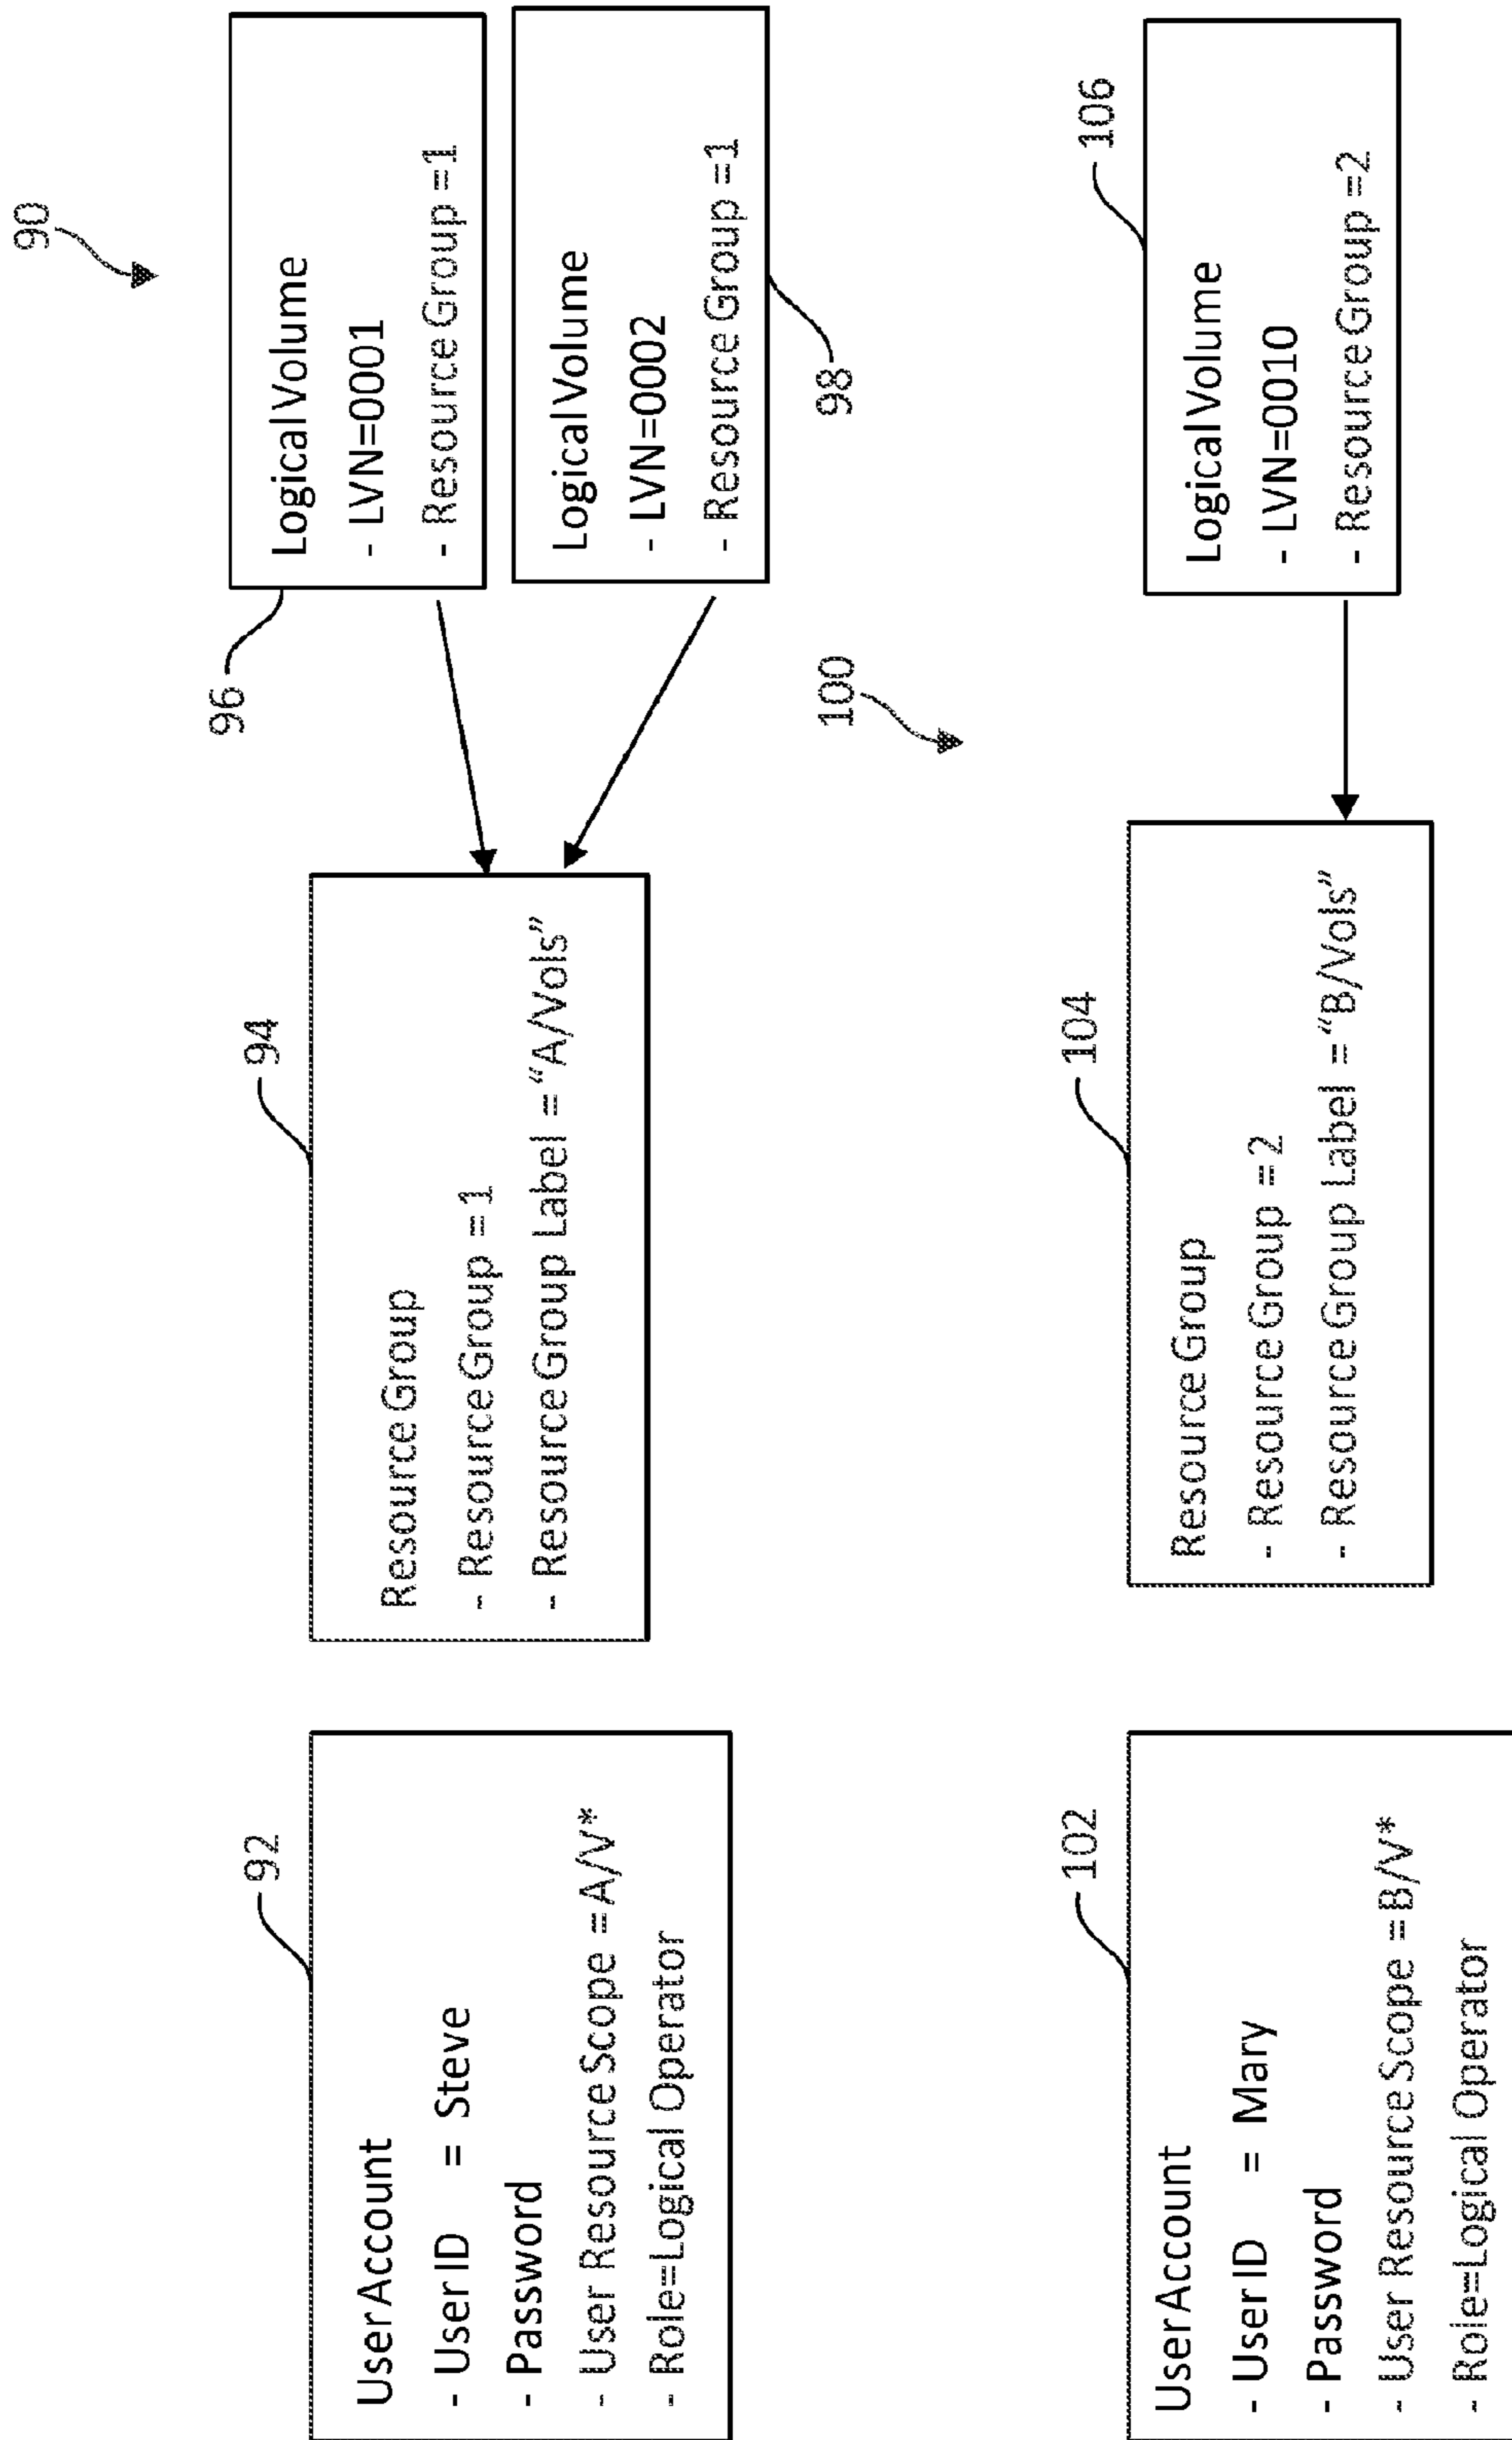 90
92
User Account
- User ID = Steve
- Password
- User Resource Scope = A/V*
- Role=Logical Operator
94
Resource Group
- Resource Group = 1
- Resource Group Label = “A/Vols”
96
Logical Volume
- LVN=0001
- Resource Group =1
Logical Volume
- LVN=0002
- Resource Group =1
98
100
102
User Account
- User ID = Mary
- Password
- User Resource Scope = B/V*
- Role=Logical Operator
104
Resource Group
- Resource Group = 2
- Resource Group Label = “B/Vols”
106
Logical Volume
- LVN=0010
- Resource Group =2